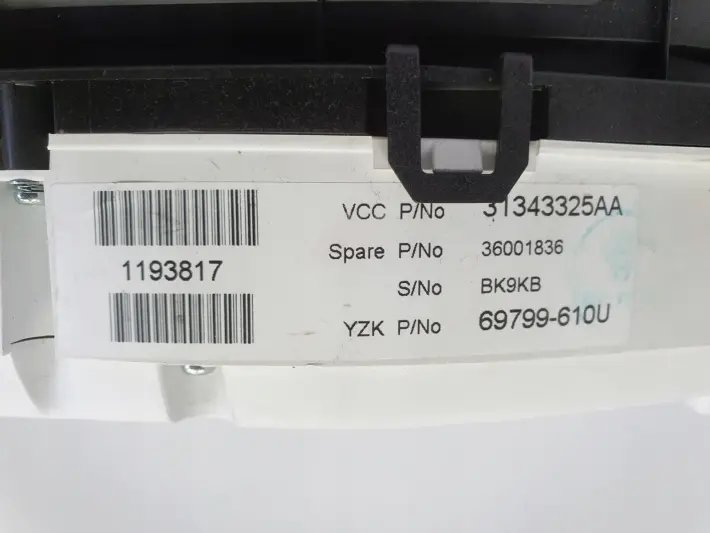 1193817
VCC P/No 31343325AA
Spare P/No 36001836
S/No BK9KB
YZK P/No 69799-610U